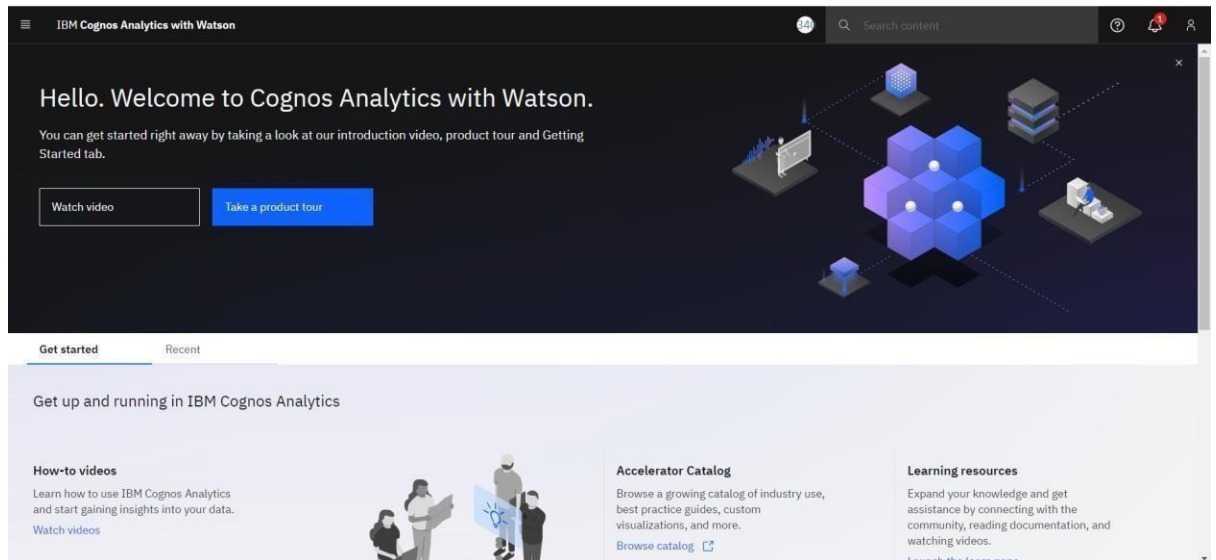 IBM Cognos Analytics with Watson
Search content
1
Hello. Welcome to Cognos Analytics with Watson.
You can get started right away by taking a look at our introduction video, product tour and Getting
Started tab.
Watch video
Take a product tour
Get started
Recent
Get up and running in IBM Cognos Analytics
How-to videos
Learn how to use IBM Cognos Analytics
and start gaining insights into your data.
Watch videos
Accelerator Catalog
Browse a growing catalog of industry use,
best practice guides, custom
visualizations, and more.
Browse catalog
Learning resources
Expand your knowledge and get
assistance by connecting with the
community, reading documentation, and
watching videos.